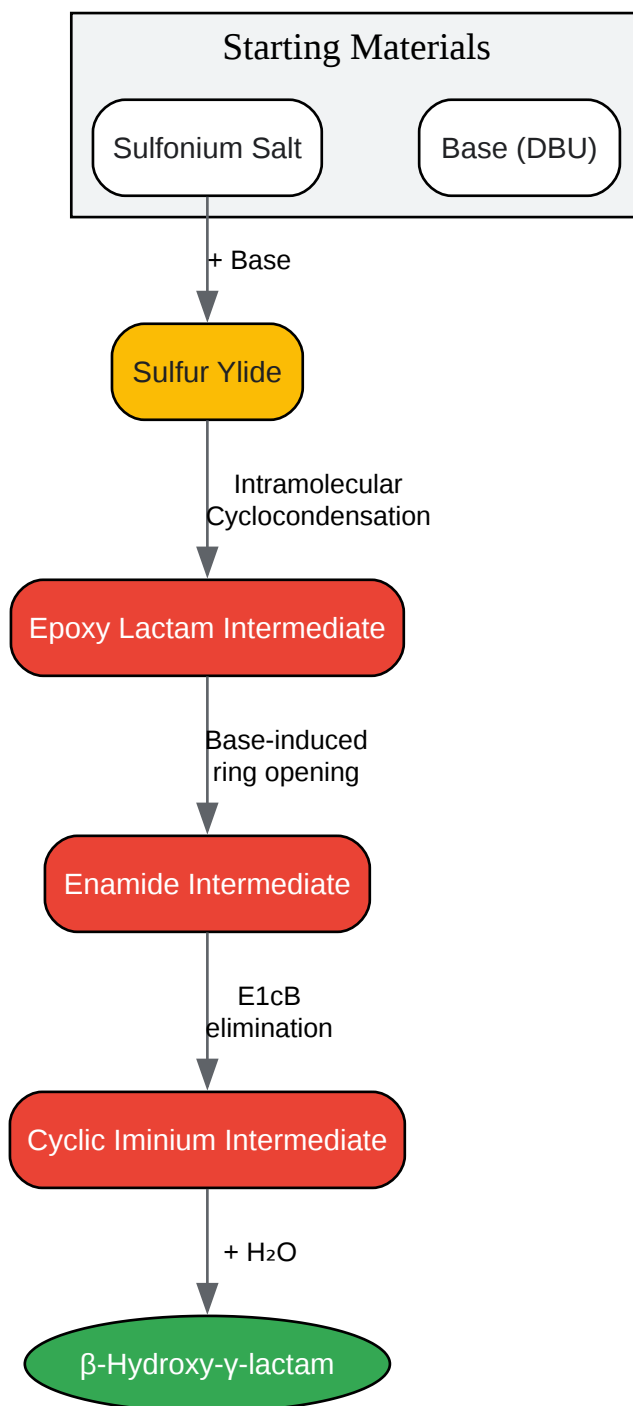 Starting Materials
Sulfonium Salt
Base (DBU)
+ Base
Sulfur Ylide
Intramolecular
Cyclocondensation
Epoxy Lactam Intermediate
Base-induced
ring opening
Enamide Intermediate
E1cB
elimination
Cyclic Iminium Intermediate
+ H₂O
β-Hydroxy-γ-lactam